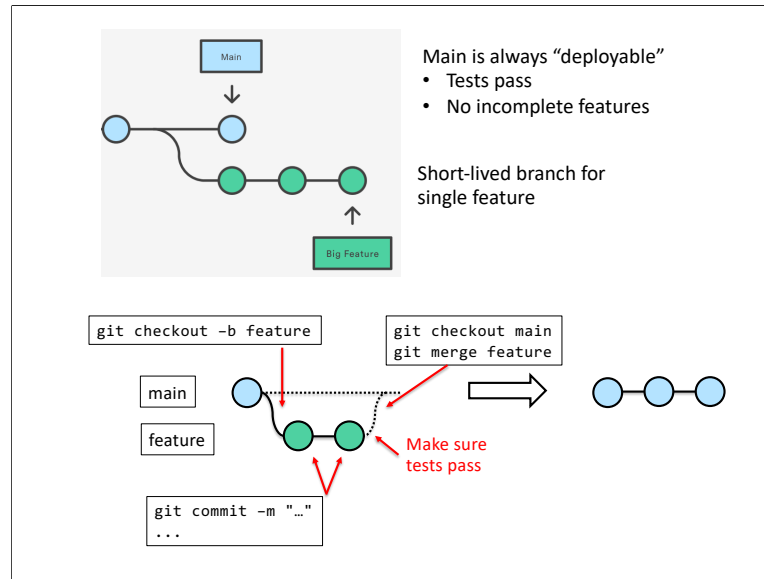 Main
Main is always “deployable”
• Tests pass
• No incomplete features
Short-lived branch for
single feature
Big Feature
git checkout –b feature
git checkout main
git merge feature
main
feature
Make sure
tests pass
git commit –m "…"
...